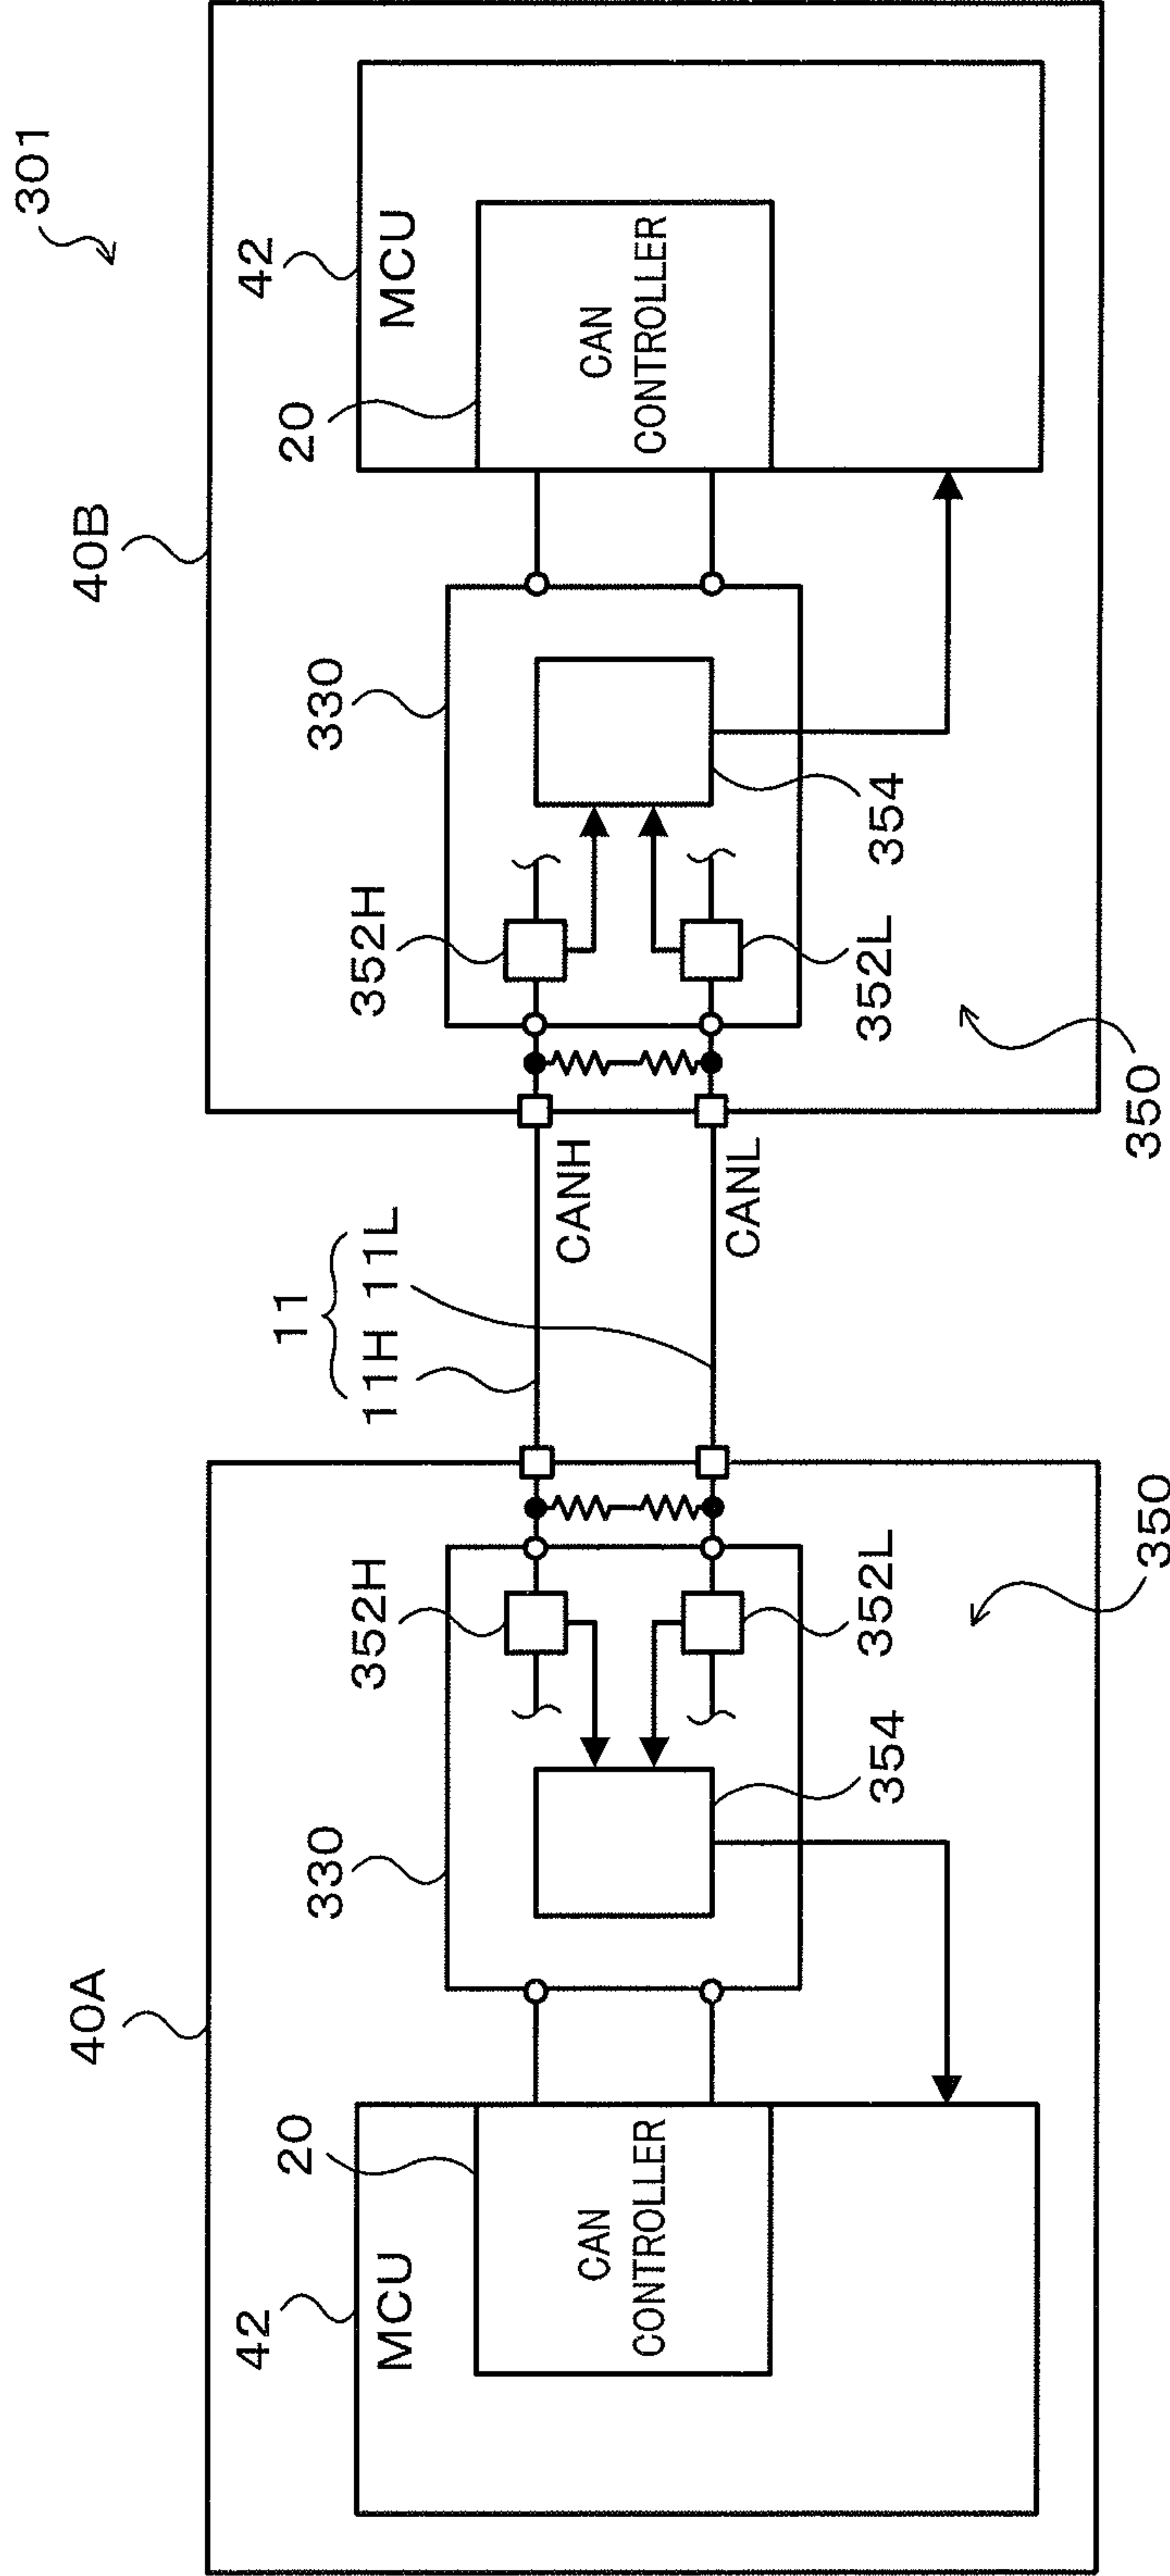 301
40A
40B
42
MCU
20
CAN
CONTROLLER
330
352H
352L
354
350
11
11H 11L
CANH
CANL
330
352H
352L
354
350
42
MCU
20
CAN
CONTROLLER